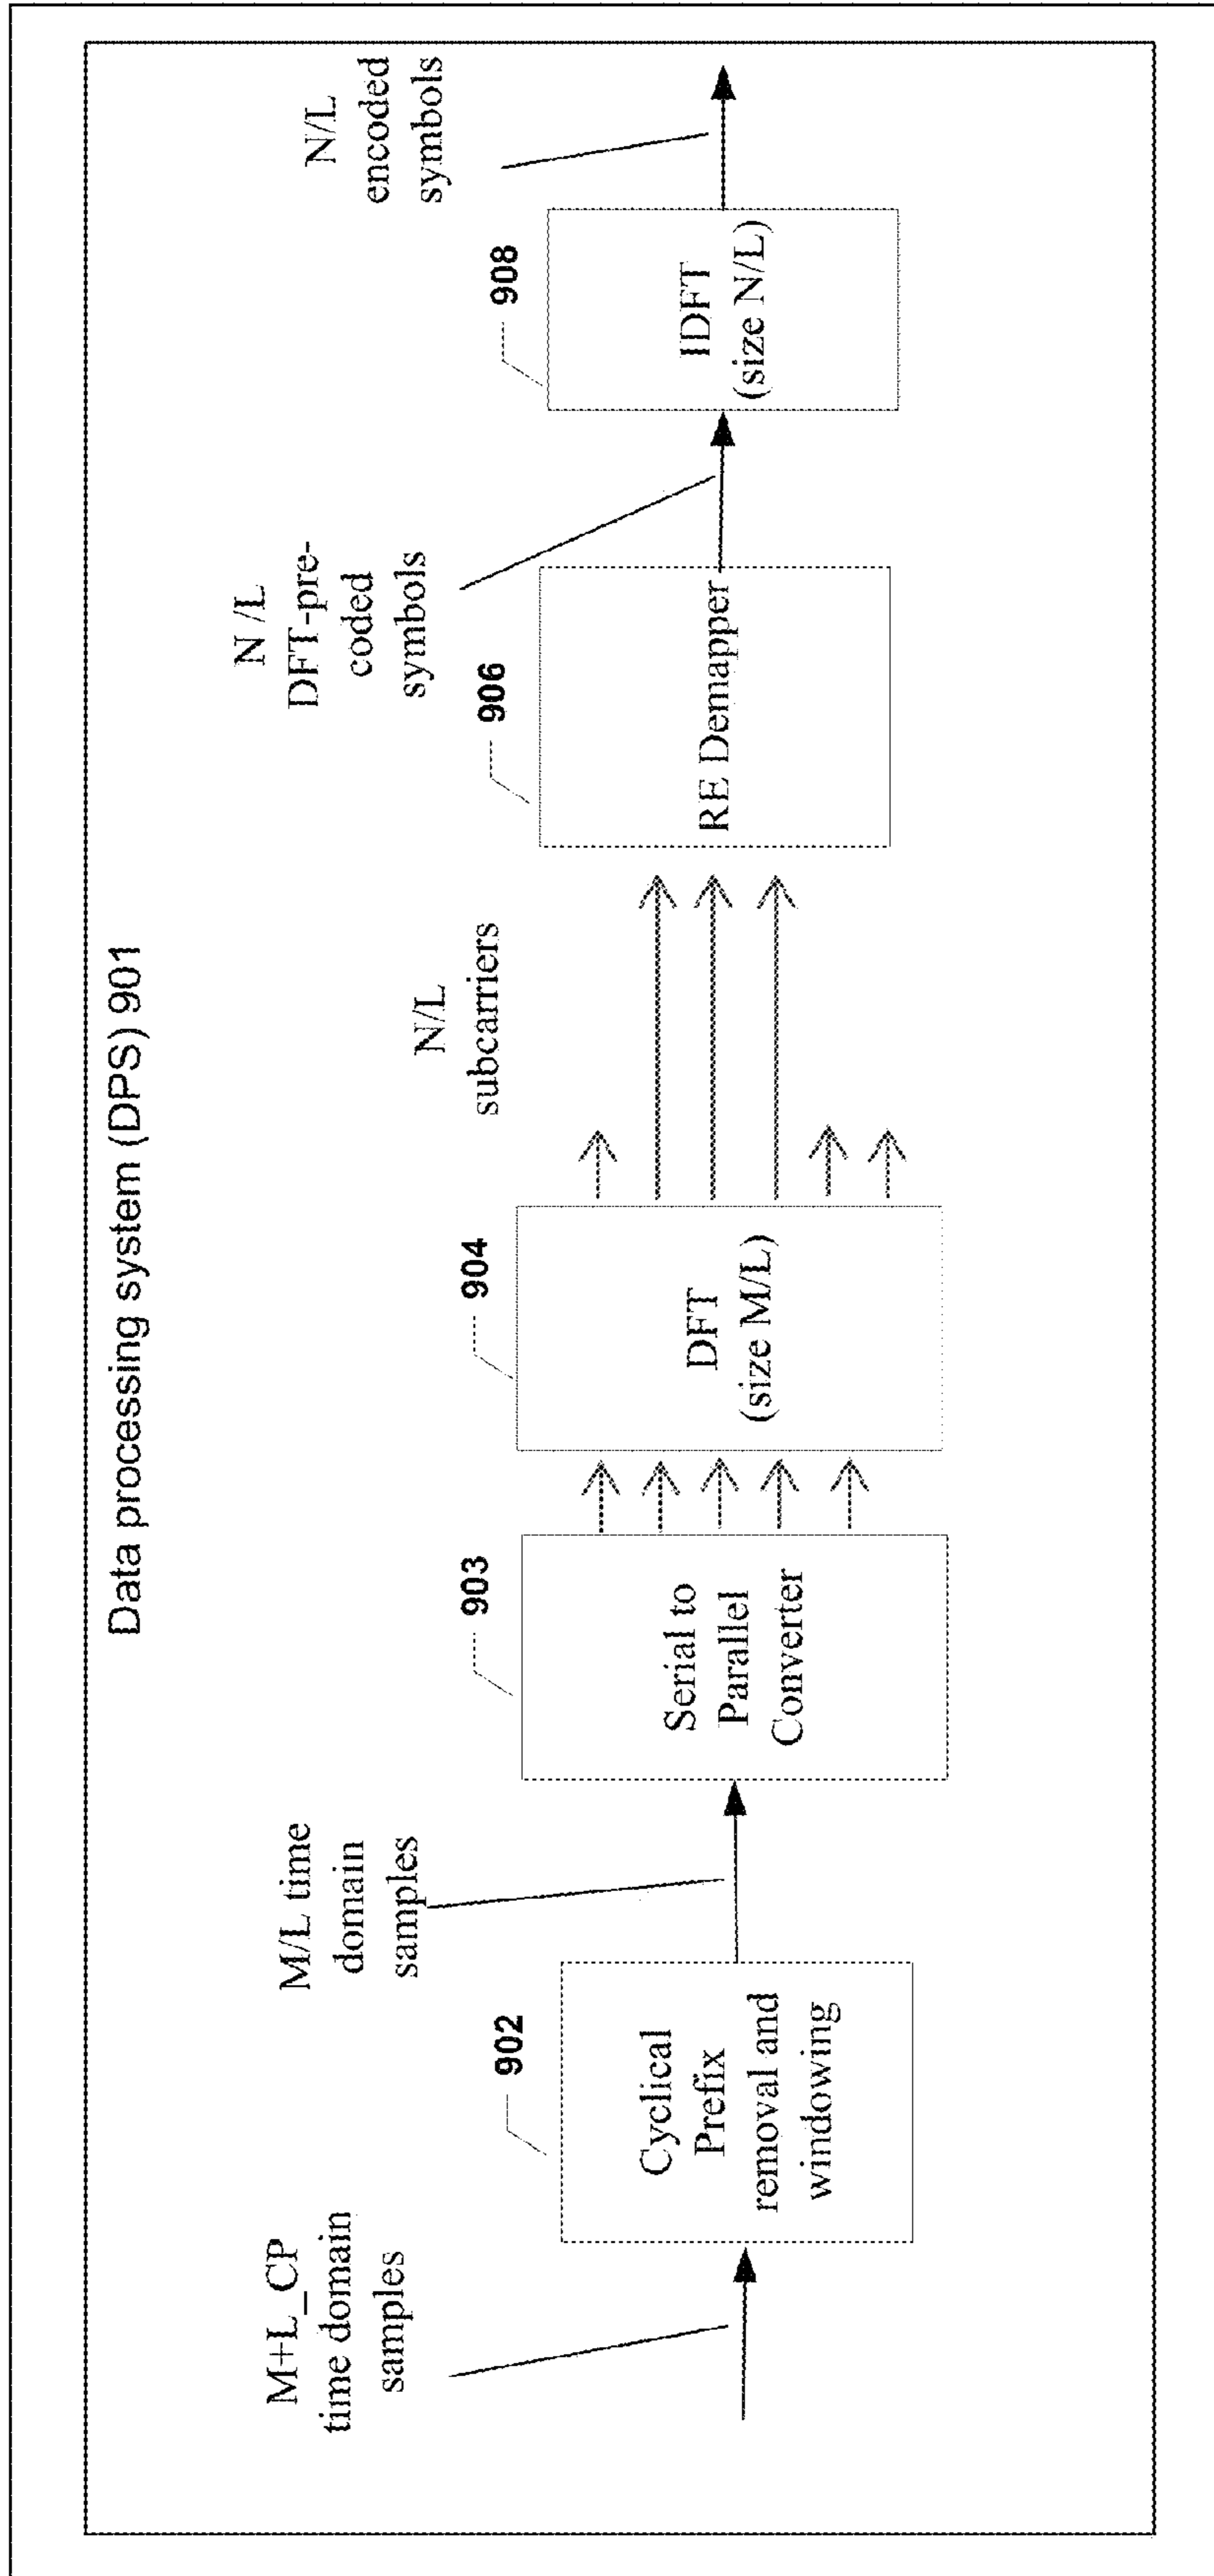 Data processing system (DPS) 901
M+L_CP
time domain
samples
902
Cyclical
Prefix
removal and
windowing
M/L time
domain
samples
903
Serial to
Parallel
Converter
904
DFT
(size M/L)
N/L
subcarriers
906
RE Demapper
N /L
DFT-pre-
coded
symbols
908
IDFT
(size N/L)
N/L
encoded
symbols